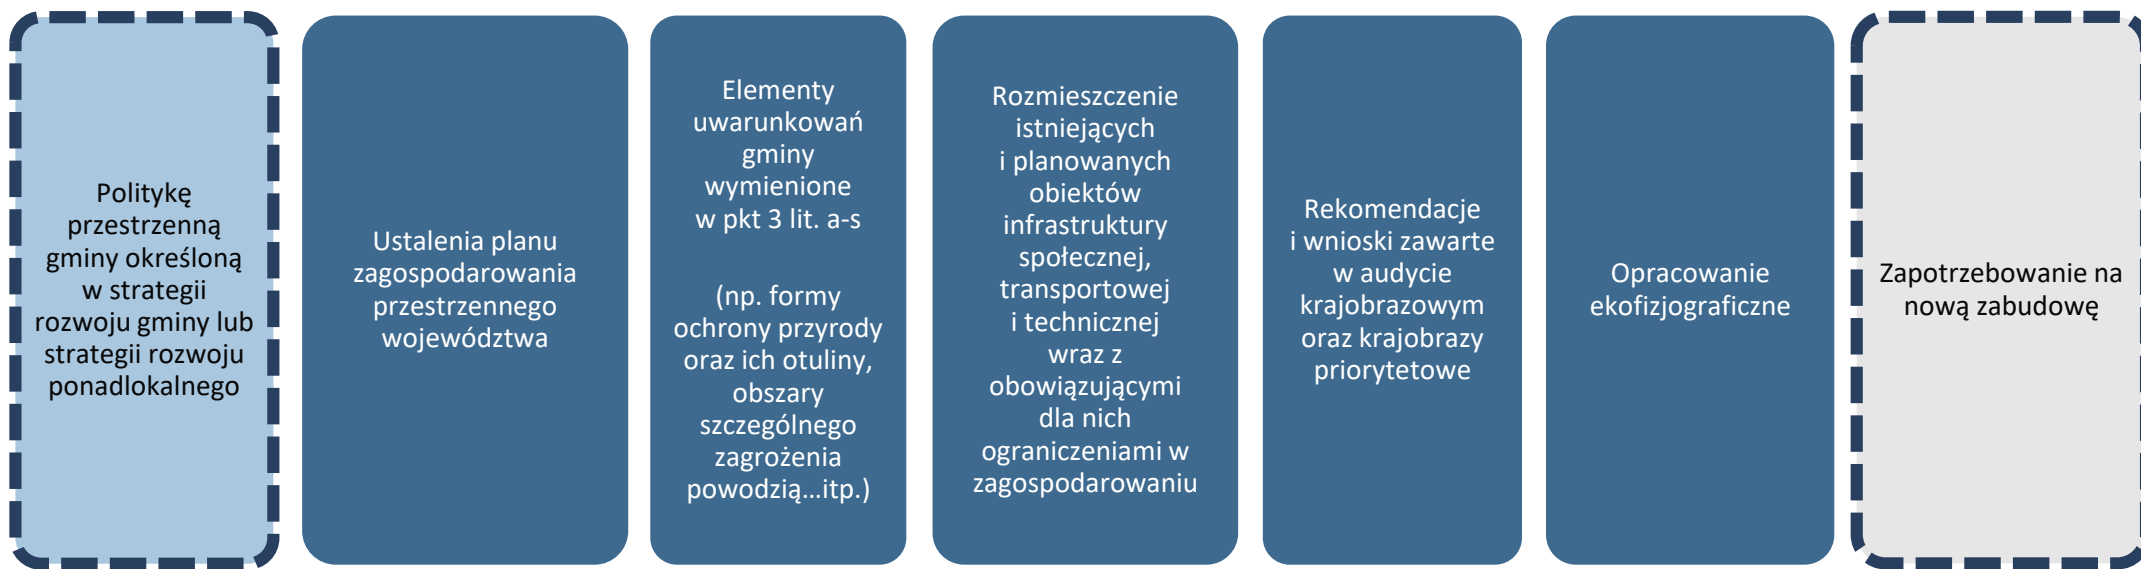 Politykę
przestrzenną
gminy określoną
w strategii
rozwoju gminy lub
strategii rozwoju
ponadlokalnego
Ustalenia planu
zagospodarowania
przestrzennego
województwa
Elementy
uwarunkowań
gminy
wymienione
w pkt 3 lit. a-s
(np. formy
ochrony przyrody
oraz ich otuliny,
obszary
szczególnego
zagrożenia
powodzią...itp.)
Rozmieszczenie
istniejących
i planowanych
obiektów
infrastruktury
społecznej,
transportowej
i technicznej
wraz z
obowiązującymi
dla nich
ograniczeniami w
zagospodarowaniu
Rekomendacje
i wnioski zawarte
w audycie
krajobrazowym
oraz krajobrazy
priorytetowe
Opracowanie
ekofizjograficzne
Zapotrzebowanie na
nową zabudowę